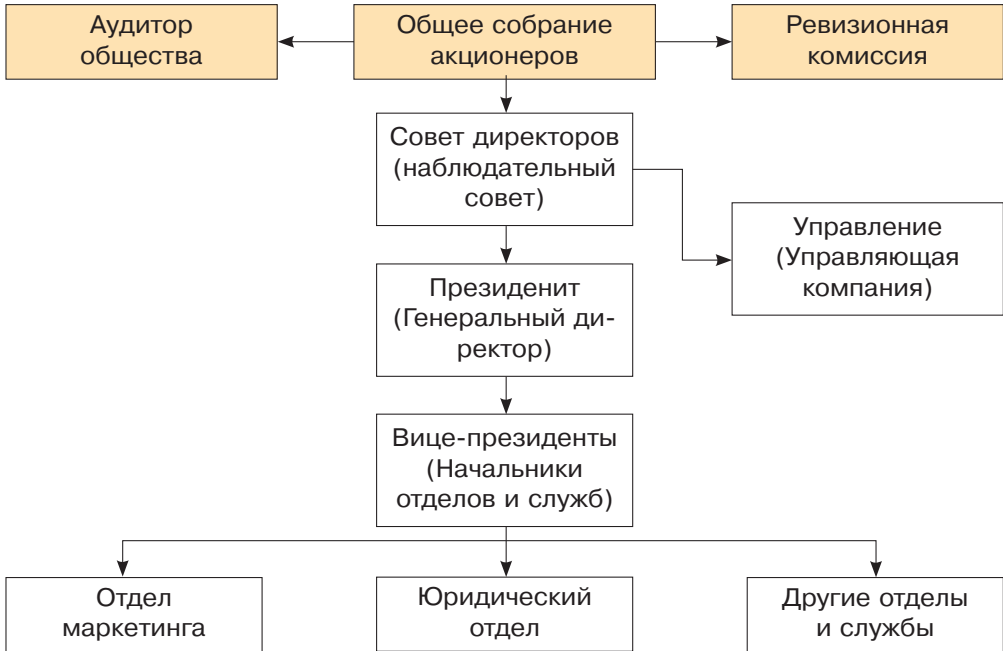 Аудитор
общества
Общее собрание
акционеров
Ревизионная
комиссия
Совет директоров
(наблюдательный
совет)
Управление
(Управляющая
компания)
Президенит
(Генеральный ди-
ректор)
Вице-президенты
(Начальники
отделов и служб)
Отдел
маркетинга
Юридический
отдел
Другие отделы
и службы